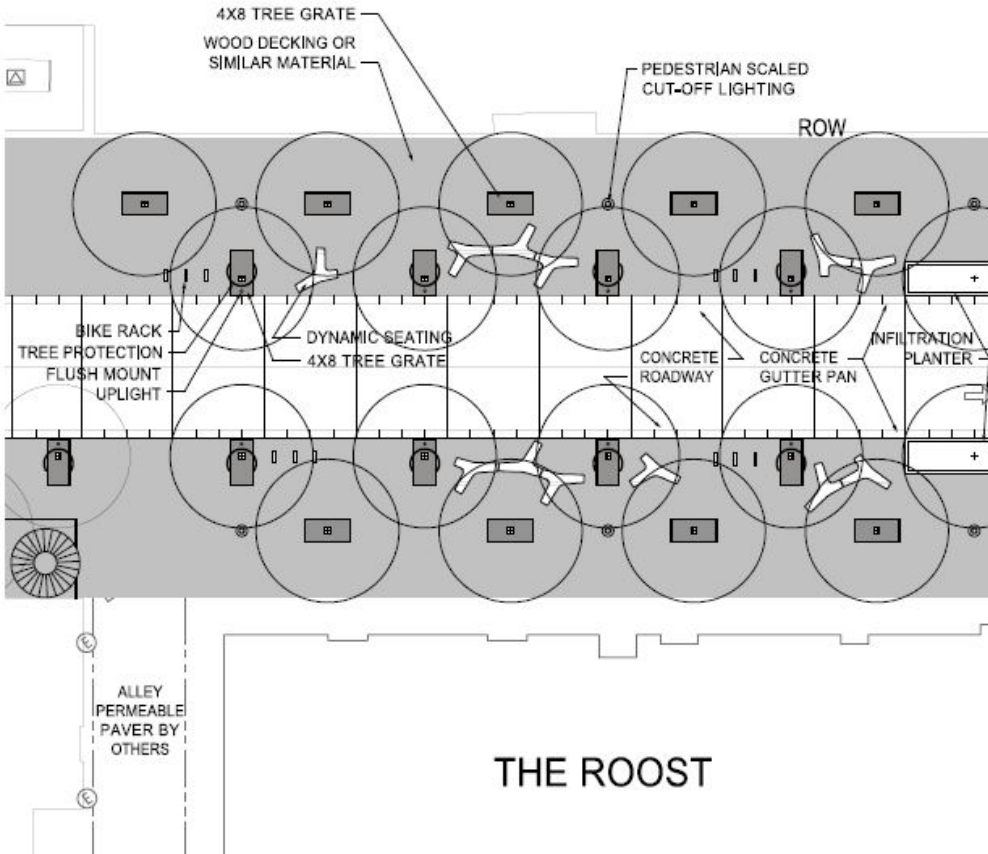 4X8 TREE GRATE
WOOD DECKING OR
SIMILAR MATERIAL
PEDESTRIAN SCALED
CUT-OFF LIGHTING
ROW
BIKE RACK
TREE PROTECTION
FLUSH MOUNT
UPLIGHT
DYNAMIC SEATING
4X8 TREE GRATE
CONCRETE
ROADWAY
CONCRETE
GUTTER PAN
INFILTRATION
PLANTER
E
ALLEY
PERMEABLE
PAVER BY
OTHERS
E
THE ROOST